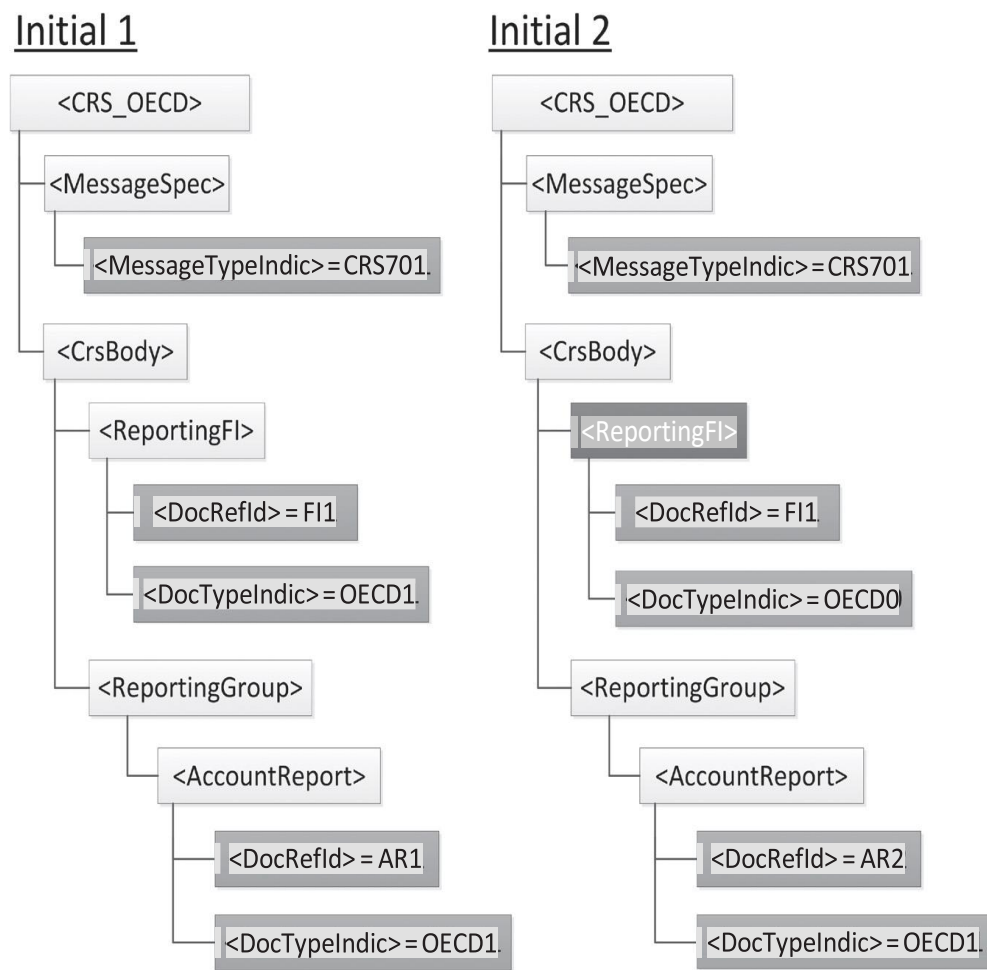 Initial 1
<CRS_OECD>
<MessageSpec>
<MessageTypeIndic> = CRS701
<CrsBody>
<ReportingFI>
<DocRefId> = FI1
<DocTypeIndic> = OECD1
<ReportingGroup>
<AccountReport>
<DocRefId> = AR1
<DocTypeIndic> = OECD1
Initial 2
<CRS_OECD>
<MessageSpec>
<MessageTypeIndic> = CRS701
<CrsBody>
<ReportingFI>
<DocRefId> = FI1
<DocTypeIndic> = OECD0
<ReportingGroup>
<AccountReport>
<DocRefId> = AR2
<DocTypeIndic> = OECD1